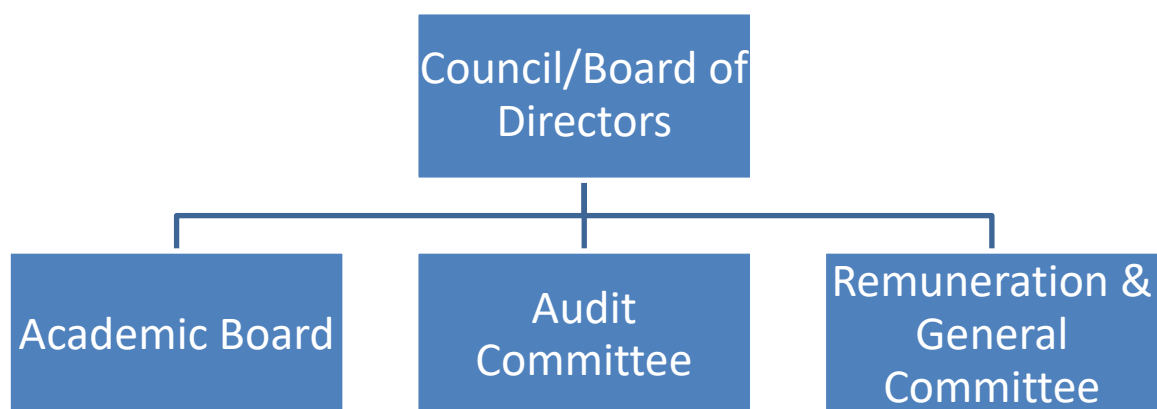 Council/Board of
Directors
Academic Board
Audit
Committee
Remuneration &
General
Committee